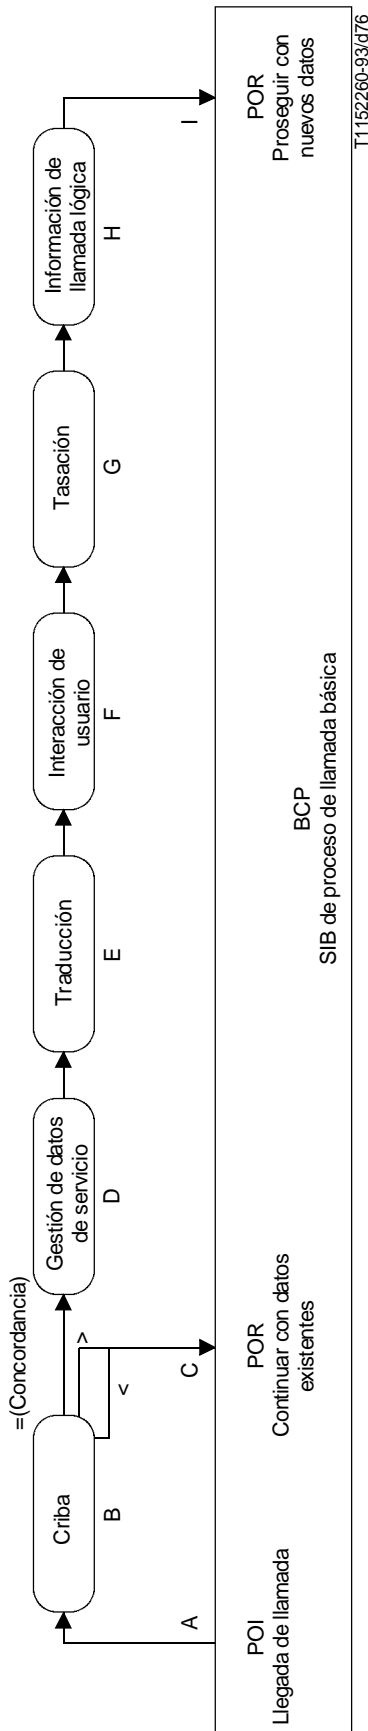 =(Concordancia)
Criba
B
Gestión de datos
de servicio
D
Traducción
E
Interacción de
usuario
F
Tasación
G
Información de
llamada lógica
H
>
<
A
C
I
POI
Llegada de llamada
POR
Continuar con datos
existentes
BCP
SIB de proceso de llamada básica
POR
Proseguir con
nuevos datos
T1152260-93/d76